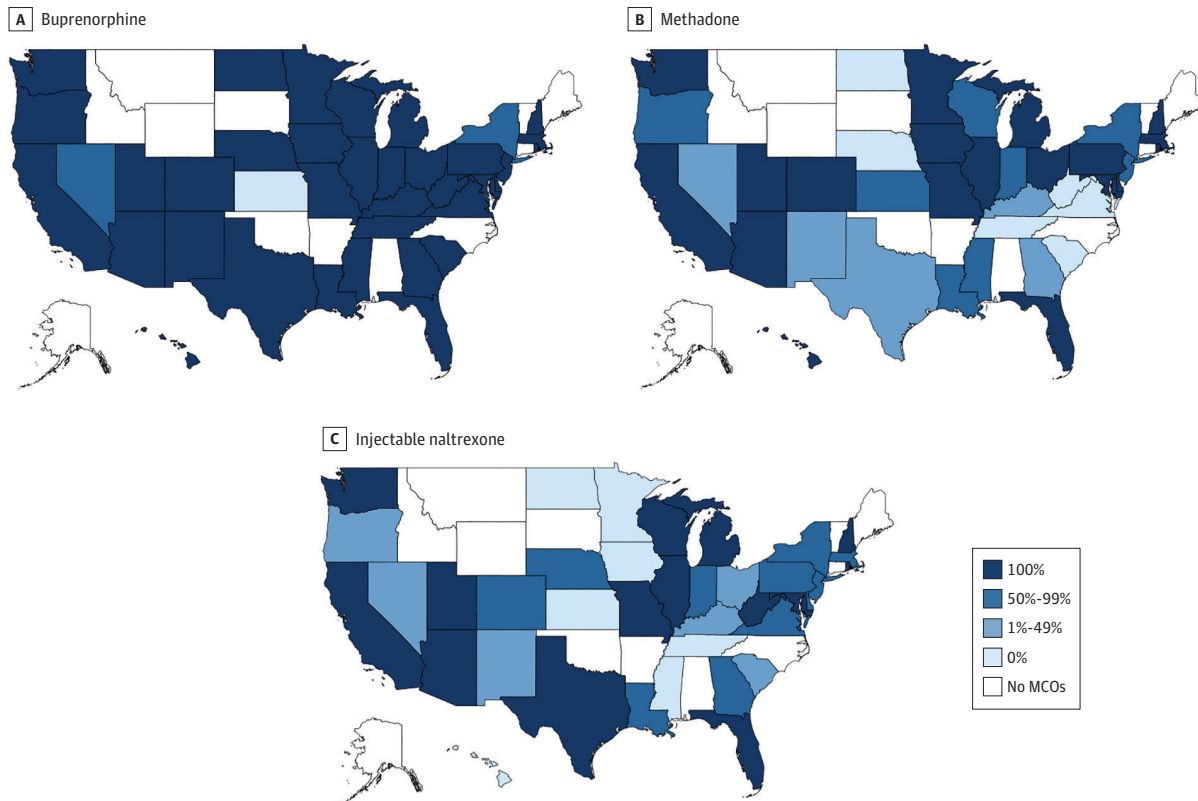 A Buprenorphine
B Methadone
C Injectable naltrexone
100%
50%-99%
1%-49%
0%
No MCOs